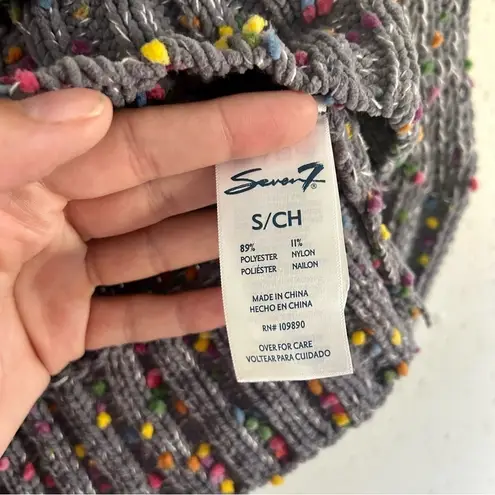 Seven7®
S/CH
89% 11%
POLYESTER NYLON
POLIÉSTER NAILON
MADE IN CHINA
HECHO EN CHINA
RN# 109890
OVER FOR CARE
VOLTEAR PARA CUIDADO